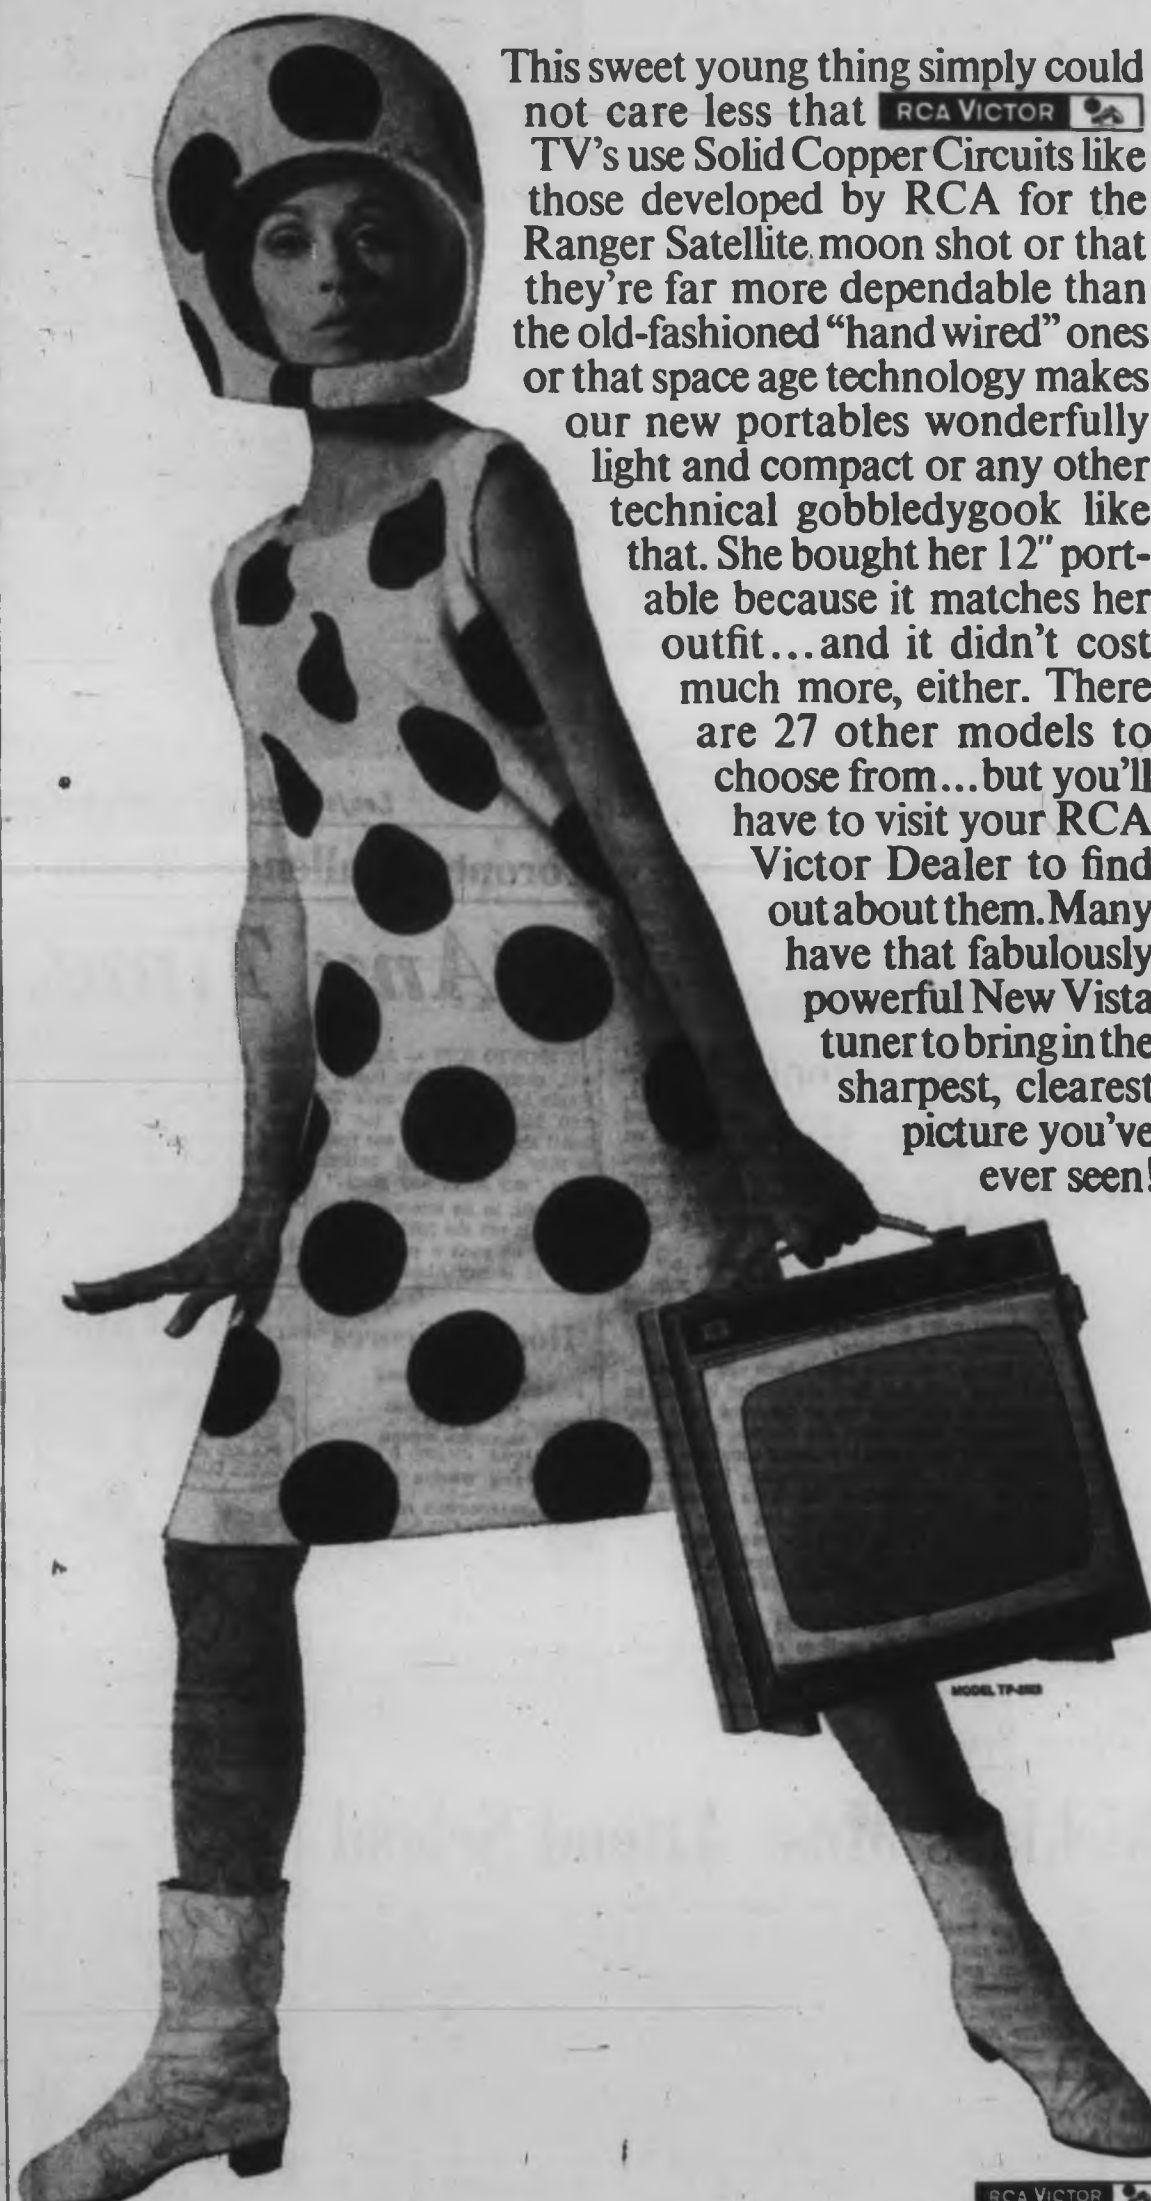 This sweet young thing simply could
not care less that RCA VICTOR
TV's use Solid Copper Circuits like
those developed by RCA for the
Ranger Satellite moon shot or that
they're far more dependable than
the old-fashioned “hand wired” ones
or that space age technology makes
our new portables wonderfully
light and compact or any other
technical gobbledygook like
that. She bought her 12" port-
able because it matches her
outfit...and it didn't cost
much more, either. There
are 27 other models to
choose from...but you'll
have to visit your RCA
Victor Dealer to find
out about them. Many
have that fabulously
powerful New Vista
tuner to bring in the
sharpest, clearest
picture you've
ever seen!
MODEL
RCA VICTOR